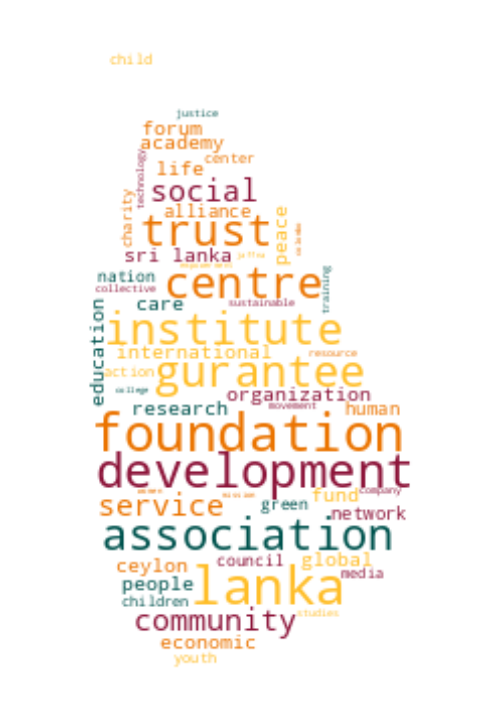 child
justice
forum
academy
technology
center
life
social
charity
alliance
trust
peace
sri lanka
nation
centre
collective
care
sustainable
training
education
institute
international
resource
action
gurantee
college
organization
research
movement
human
foundation
development
women
mission
company
service
green
fund
network
association
ceylon
council
global
media
people
lanka
children
studies
community
economic
youth